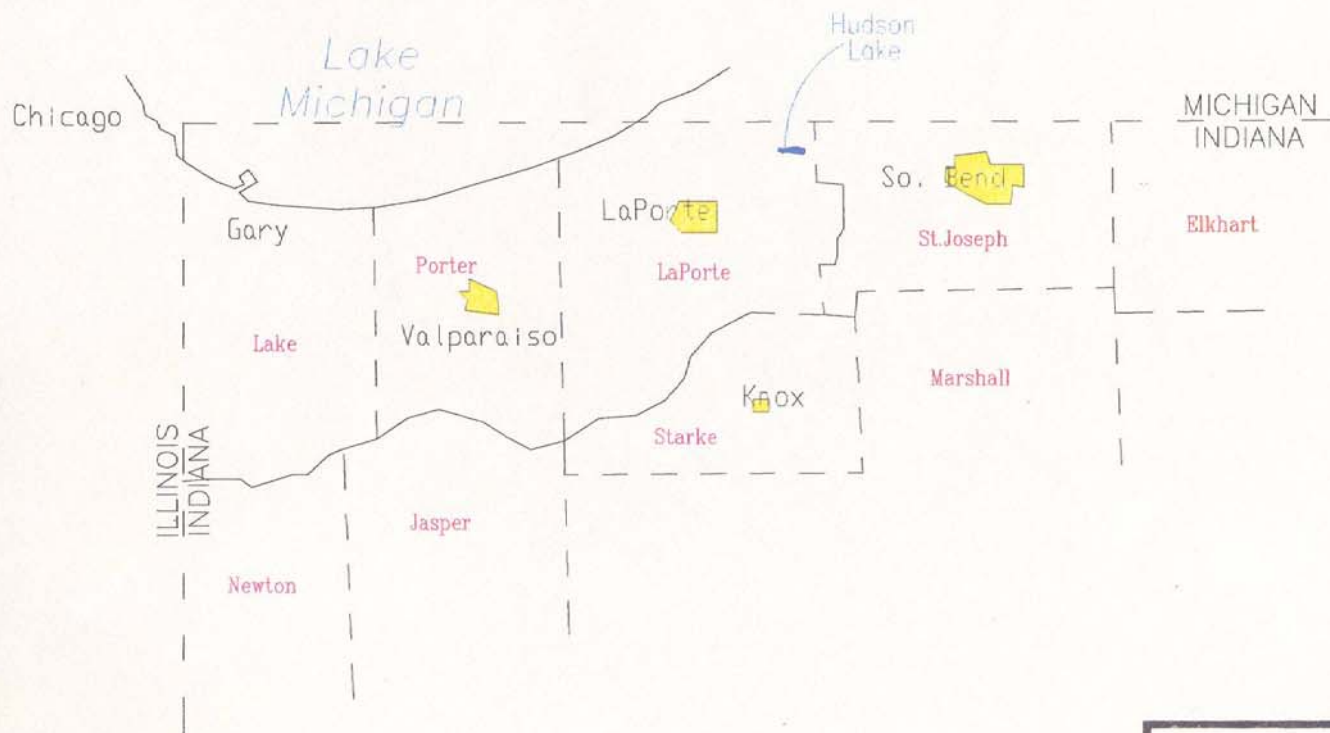 Hudson
Lake
Lake
Michigan
Chicago
MICHIGAN
INDIANA
So. Bend
LaPorte
Gary
St.Joseph
Elkhart
Porter
LaPorte
Valparaiso
Lake
Marshall
Knox
Starke
ILLINOIS
INDIANA
Jasper
Newton